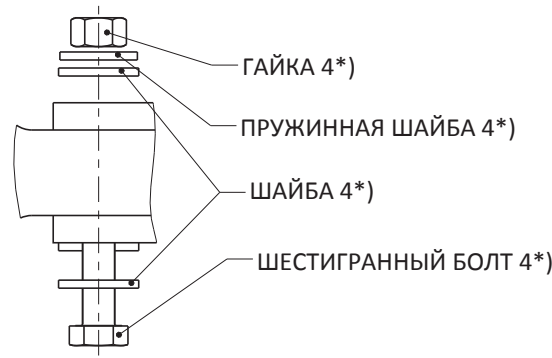 ГАЙКА 4*)
ПРУЖИННАЯ ШАЙБА 4*)
ШАЙБА 4*)
ШЕСТИГРАННЫЙ БОЛТ 4*)